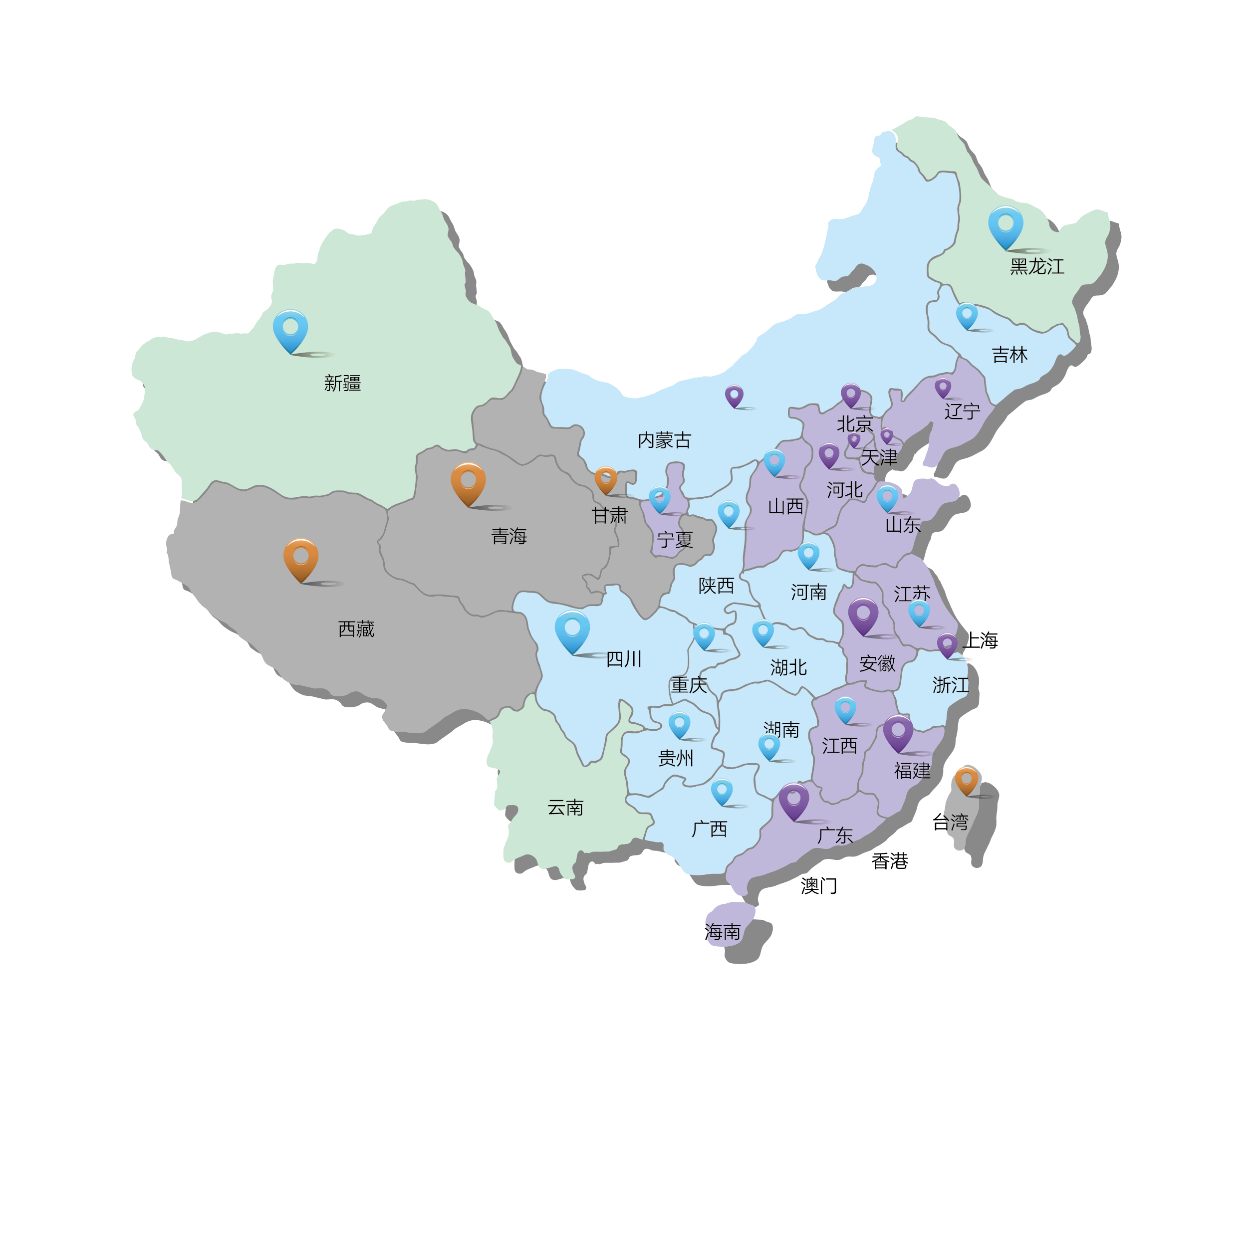 黑龙江
吉林
新疆
辽宁
北京
内蒙古
天津
河北
山西
甘肃
山东
青海
宁夏
陕西
河南
江苏
西藏
上海
四川
安徽
湖北
重庆
浙江
湖南
江西
贵州
福建
云南
台湾
广西
广东
香港
澳门
海南